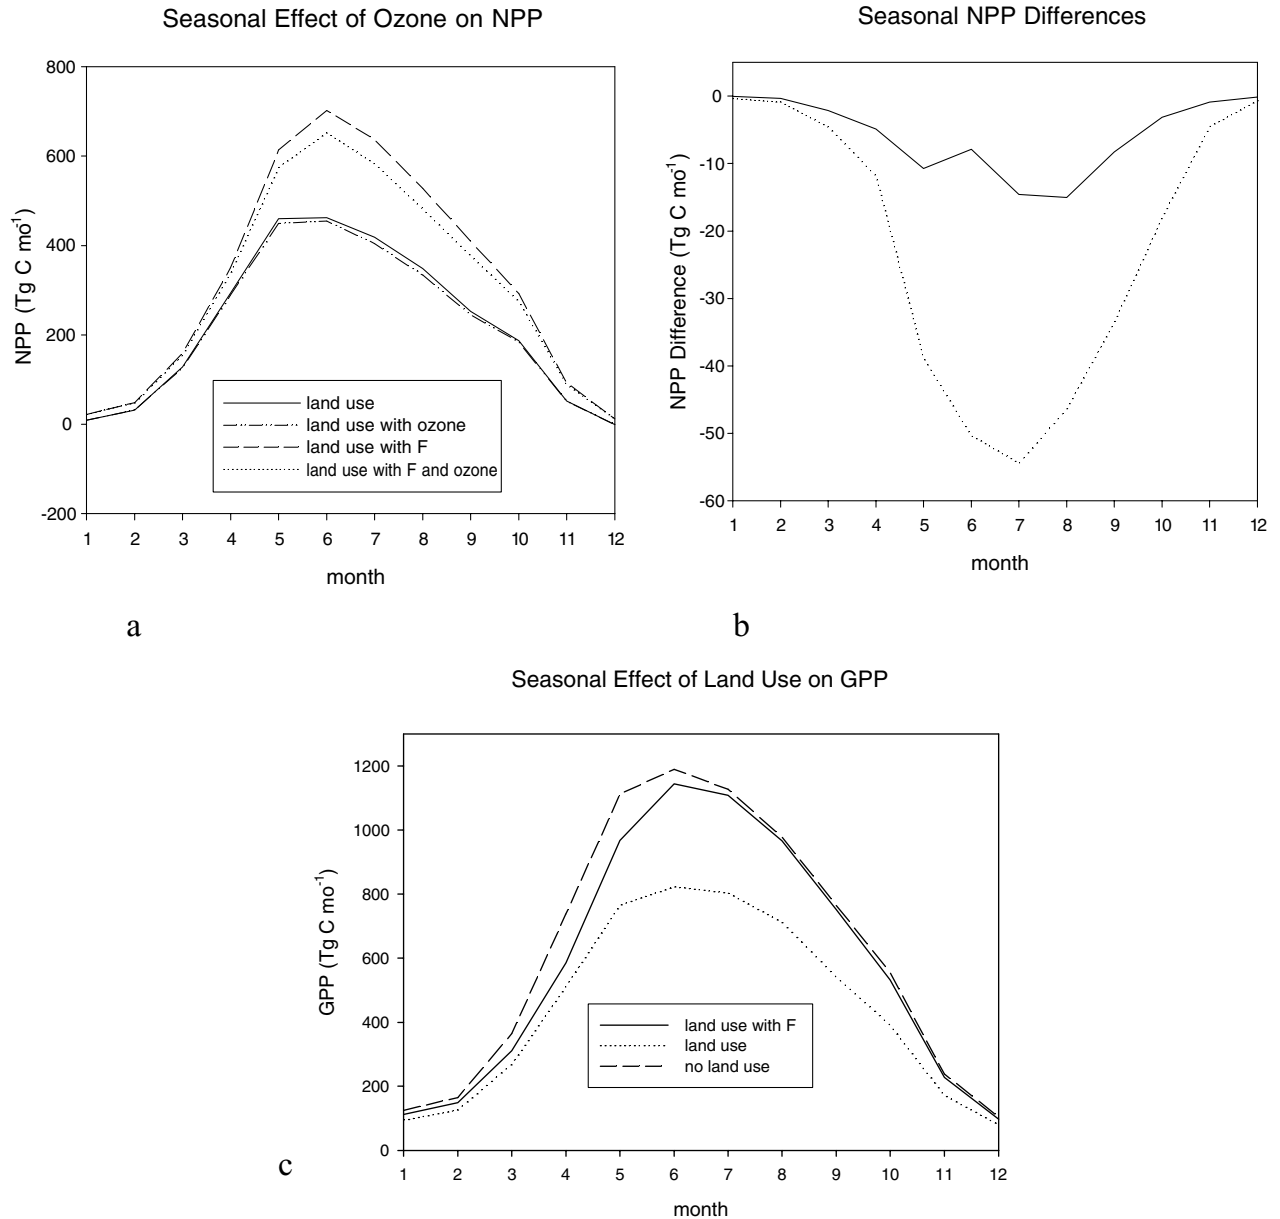 Seasonal Effect of Ozone on NPP
800
600
400
200
0
-200
NPP (Tg C mo1)
land use
land use with ozone
land use with F
land use with F and ozone
1 2 3 4 5 6 7 8 9 10 11 12
month
a
Seasonal NPP Differences
0
-10
-20
-30
-40
-50
-60
NPP Difference (Tg C mo-1)
1 2 3 4 5 6 7 8 9 10 11 12
month
b
Seasonal Effect of Land Use on GPP
1200
1000
800
600
400
200
0
GPP (Tg C mo-1)
land use with F
land use
no land use
1 2 3 4 5 6 7 8 9 10 11 12
month
c